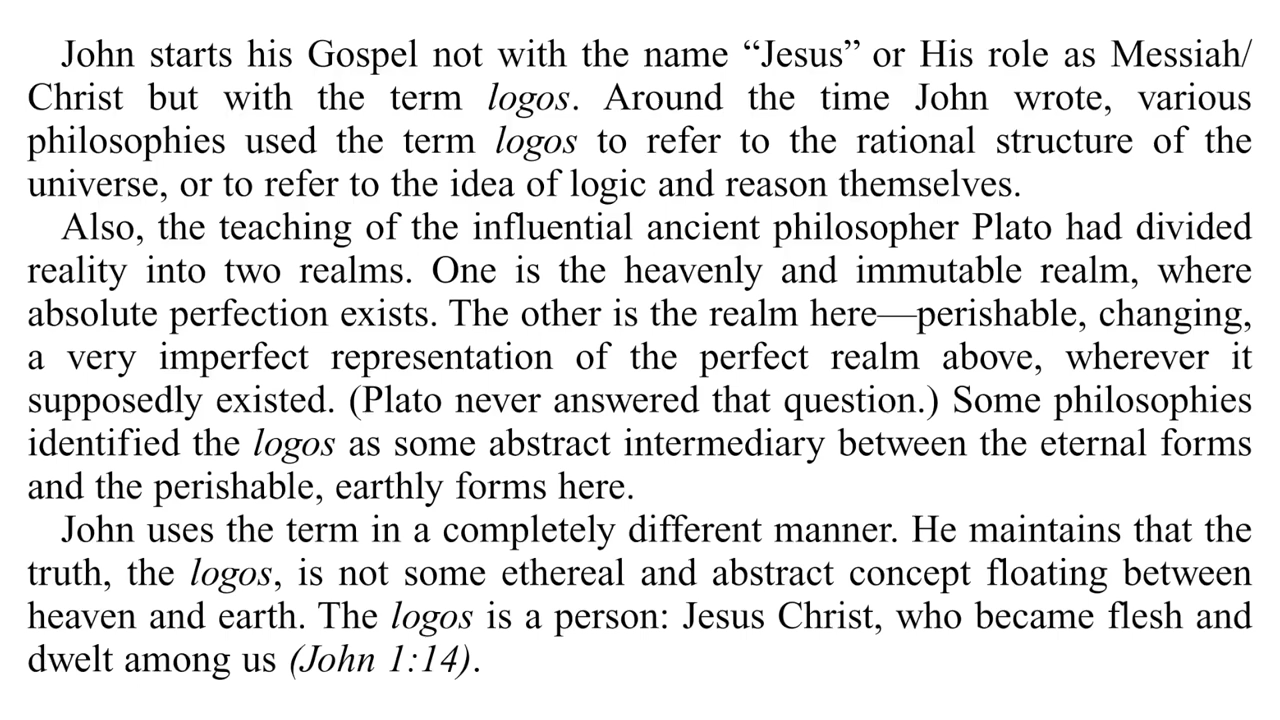 John starts his Gospel not with the name “Jesus” or His role as Messiah/
Christ but with the term logos. Around the time John wrote, various
philosophies used the term logos to refer to the rational structure of the
universe, or to refer to the idea of logic and reason themselves.
Also, the teaching of the influential ancient philosopher Plato had divided
reality into two realms. One is the heavenly and immutable realm, where
absolute perfection exists. The other is the realm here—perishable, changing,
a very imperfect representation of the perfect realm above, wherever it
supposedly existed. (Plato never answered that question.) Some philosophies
identified the logos as some abstract intermediary between the eternal forms
and the perishable, earthly forms here.
John uses the term in a completely different manner. He maintains that the
truth, the logos, is not some ethereal and abstract concept floating between
heaven and earth. The logos is a person: Jesus Christ, who became flesh and
dwelt among us (John 1:14).